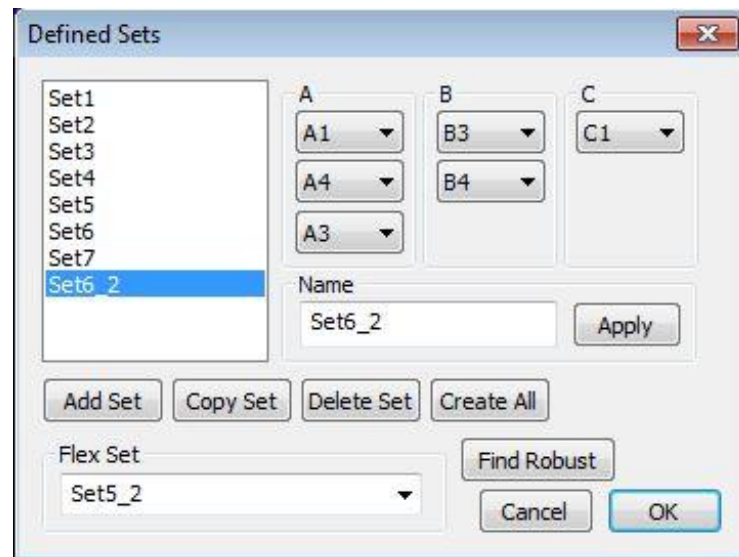 Defined Sets
Set1
Set2
Set3
Set4
Set5
Set6
Set7
Set6_2
A
A1
A4
A3
B
B3
B4
C
C1
Name
Set6_2
Apply
Add Set
Copy Set
Delete Set
Create All
Flex Set
Set5_2
Find Robust
Cancel
OK